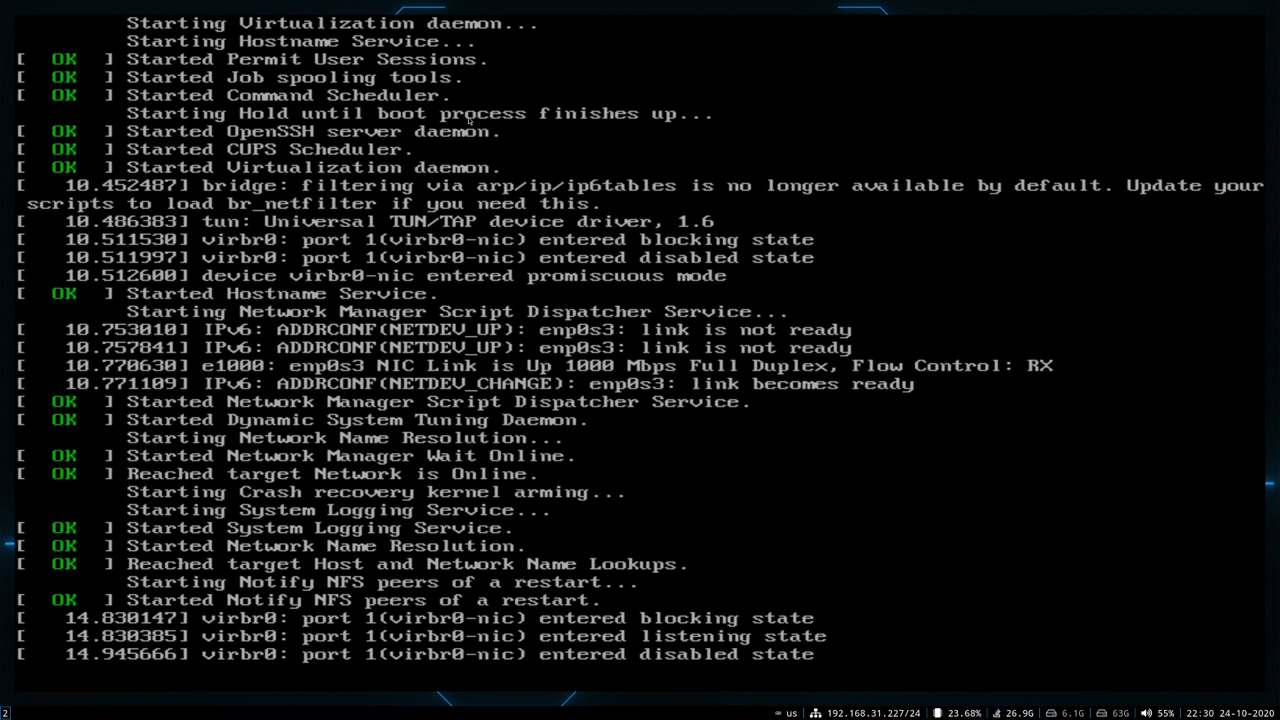 Starting Virtualization daemon...
Starting Hostname Service...
[ OK ] Started Permit User Sessions.
[ OK ] Started Job spooling tools.
[ OK ] Started Command Scheduler.
Starting Hold until boot process finishes up...
[ OK ] Started OpenSSH server daemon.
[ OK ] Started CUPS Scheduler.
[ OK ] Started Virtualization daemon.
[ 10.452487] bridge: filtering via arp/ip/ip6tables is no longer available by default. Update your
scripts to load br_netfilter if you need this.
[ 10.486383] tun: Universal TUN/TAP device driver, 1.6
[ 10.511530] virbr0: port 1(virbr0-nic) entered blocking state
[ 10.511997] virbr0: port 1(virbr0-nic) entered disabled state
[ 10.512600] device virbr0-nic entered promiscuous mode
[ OK ] Started Hostname Service.
Starting Network Manager Script Dispatcher Service...
[ 10.753010] IPv6: ADDRCONF(NETDEV_UP): enp0s3: link is not ready
[ 10.757841] IPv6: ADDRCONF(NETDEV_UP): enp0s3: link is not ready
[ 10.770630] e1000: enp0s3 NIC Link is Up 1000 Mbps Full Duplex, Flow Control: RX
[ 10.771109] IPv6: ADDRCONF(NETDEV_CHANGE): enp0s3: link becomes ready
[ OK ] Started Network Manager Script Dispatcher Service.
[ OK ] Started Dynamic System Tuning Daemon.
Starting Network Name Resolution...
[ OK ] Started Network Manager Wait Online.
[ OK ] Reached target Network is Online.
Starting Crash recovery kernel arming...
Starting System Logging Service...
[ OK ] Started System Logging Service.
[ OK ] Started Network Name Resolution.
[ OK ] Reached target Host and Network Name Lookups.
Starting Notify NFS peers of a restart...
[ OK ] Started Notify NFS peers of a restart.
[ 14.830147] virbr0: port 1(virbr0-nic) entered blocking state
[ 14.830385] virbr0: port 1(virbr0-nic) entered listening state
[ 14.945666] virbr0: port 1(virbr0-nic) entered disabled state
2 us | 192.168.31.227/24 | 23.68% | 26.9G | 6.1G | 63G | 55% | 22:30 24-10-2020